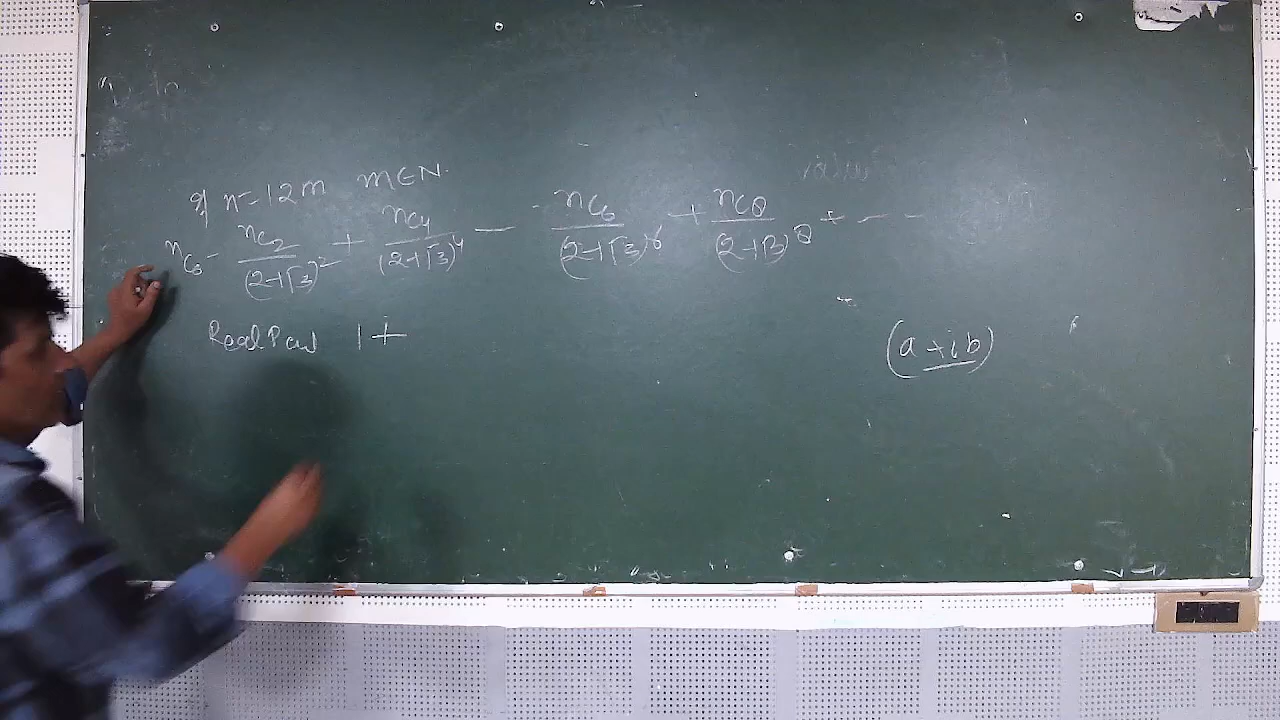 If n=12m m∈N
nC0 - nC2/(2+√3)^2 + nC4/(2+√3)^4 - nC6/(2+√3)^6 + nC8/(2+√3)^8 + - - -
Real Part 1 +
(a+ib)